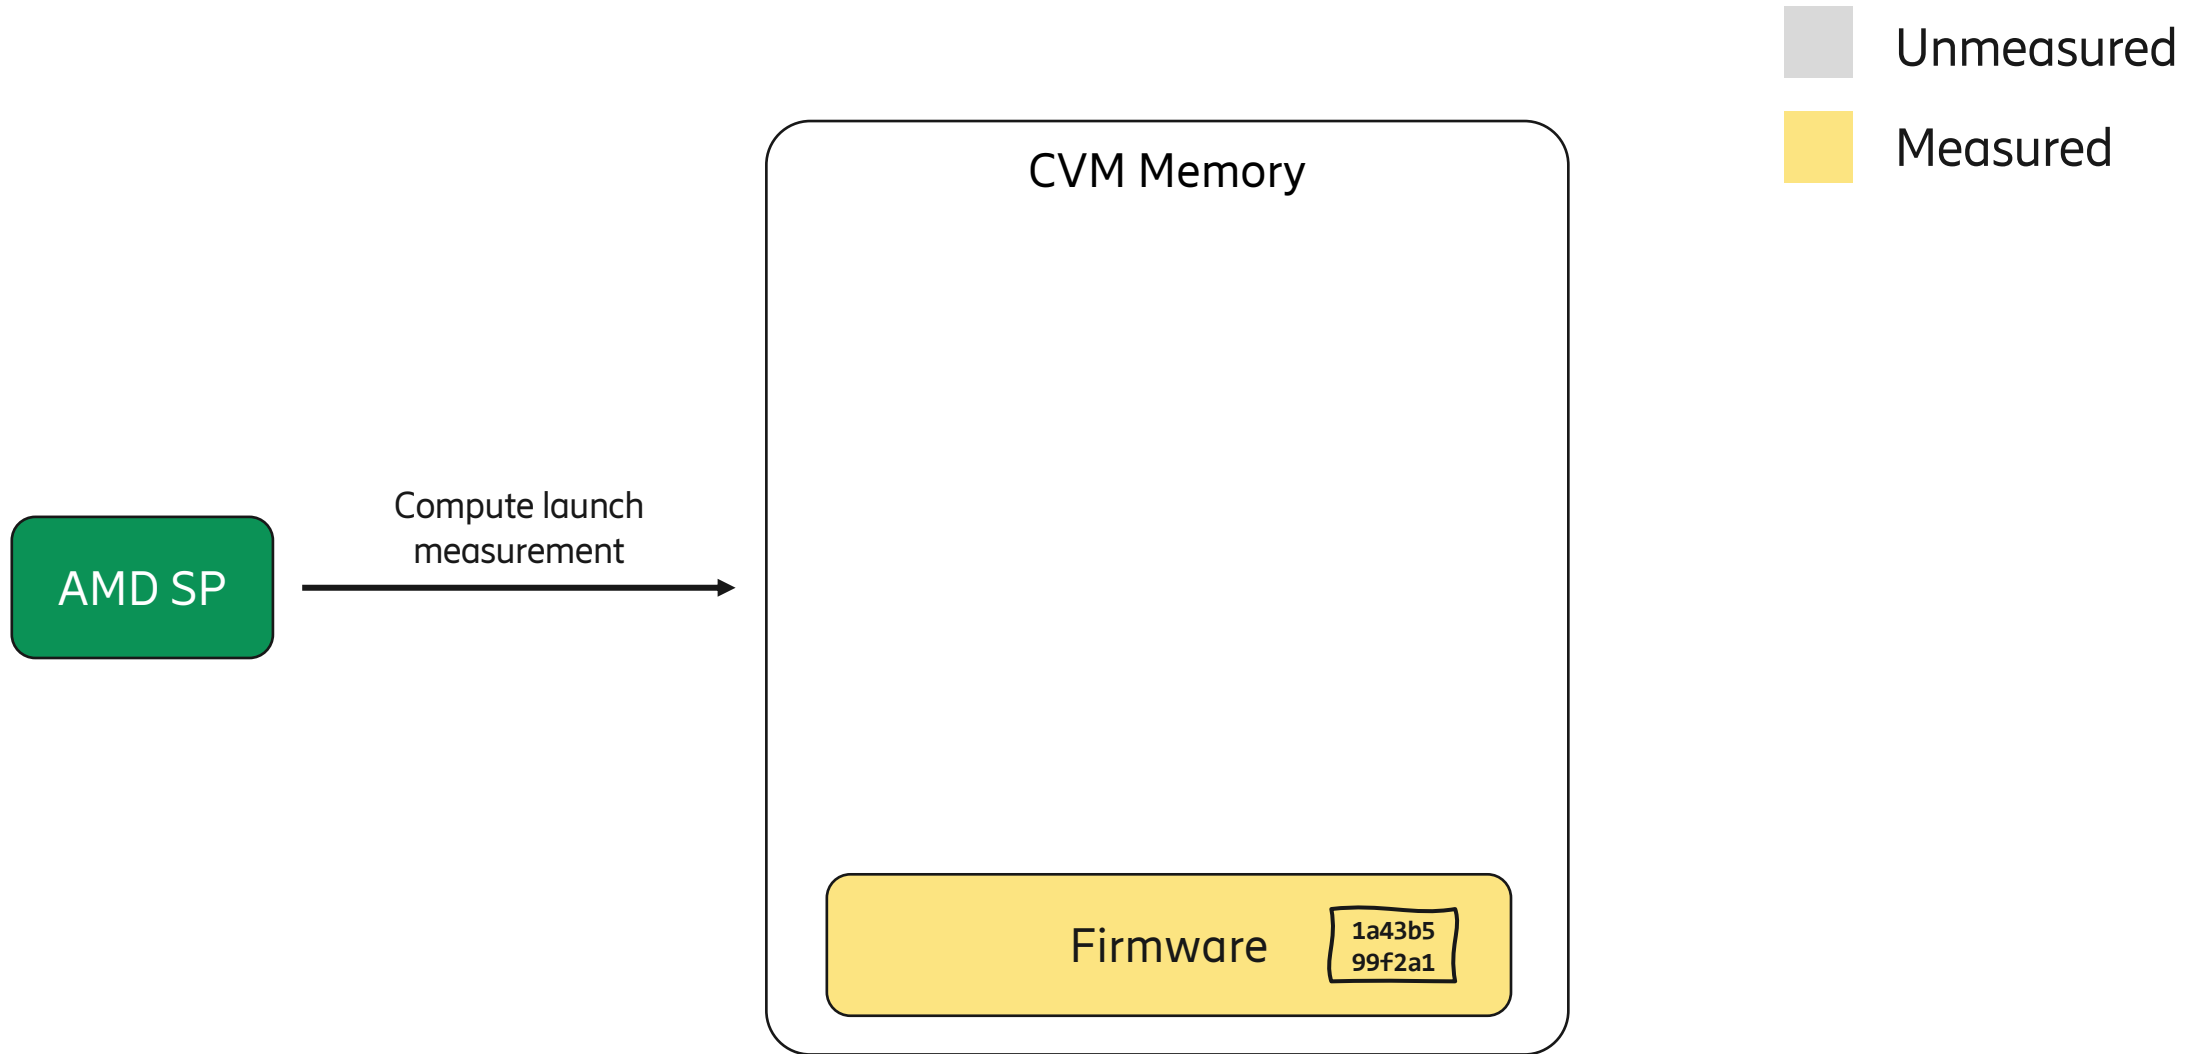 Unmeasured
Measured
CVM Memory
Compute launch
measurement
AMD SP
Firmware
1a43b5
99f2a1